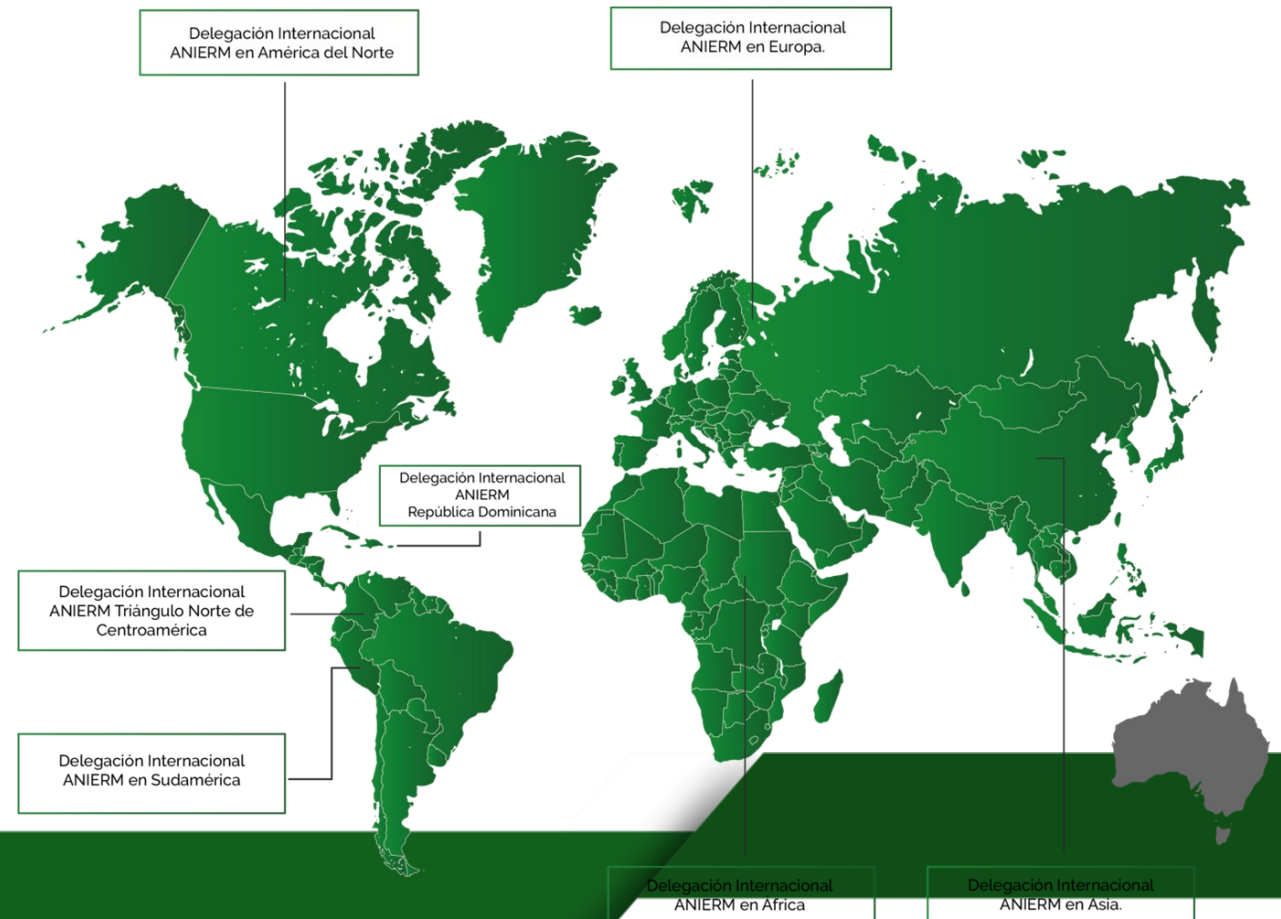 Delegación Internacional
ANIERM en América del Norte
Delegación Internacional
ANIERM en Europa.
Delegación Internacional
ANIERM
República Dominicana
Delegación Internacional
ANIERM Triángulo Norte de
Centroamérica
Delegación Internacional
ANIERM en Sudamérica
Delegación Internacional
ANIERM en Africa
Delegación Internacional
ANIERM en Asia.